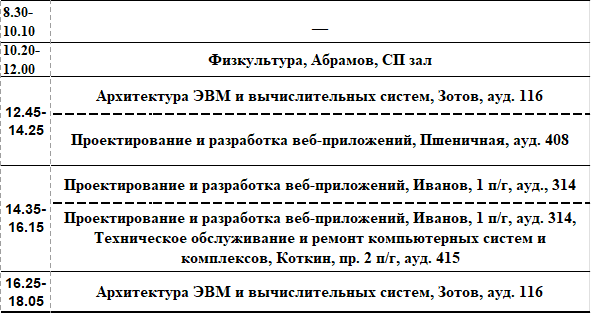 8.30-
10.10
—
10.20-
12.00
Физкультура, Абрамов, СП зал
12.45-
14.25
Архитектура ЭВМ и вычислительных систем, Зотов, ауд. 116
Проектирование и разработка веб-приложений, Пшеничная, ауд. 408
14.35-
16.15
Проектирование и разработка веб-приложений, Иванов, 1 п/г, ауд., 314
Проектирование и разработка веб-приложений, Иванов, 1 п/г, ауд. 314,
Техническое обслуживание и ремонт компьютерных систем и
комплексов, Коткин, пр. 2 п/г, ауд. 415
16.25-
18.05
Архитектура ЭВМ и вычислительных систем, Зотов, ауд. 116